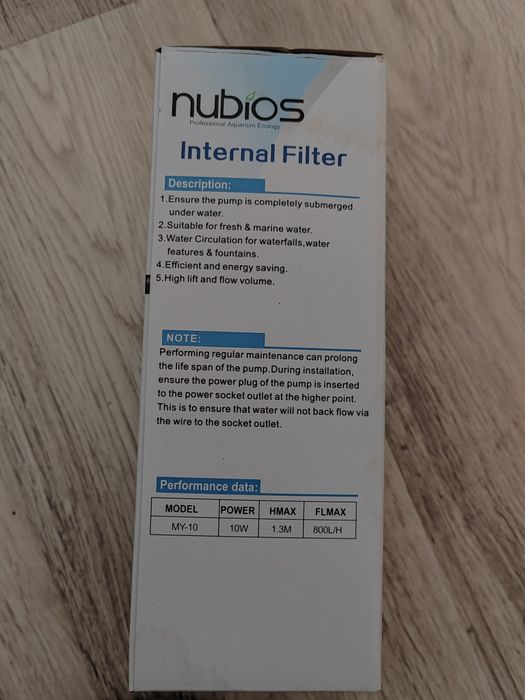 nubios
Professional Aquarium Ecology
Internal Filter
Description:
1.Ensure the pump is completely submerged
under water.
2.Suitable for fresh & marine water.
3.Water Circulation for waterfalls,water
features & fountains.
4.Efficient and energy saving.
5.High lift and flow volume.
NOTE:
Performing regular maintenance can prolong
the life span of the pump.During installation,
ensure the power plug of the pump is inserted
to the power socket outlet at the higher point.
This is to ensure that water will not back flow via
the wire to the socket outlet.
Performance data:
MODEL POWER HMAX FLMAX
MY-10 10W 1.3M 800L/H